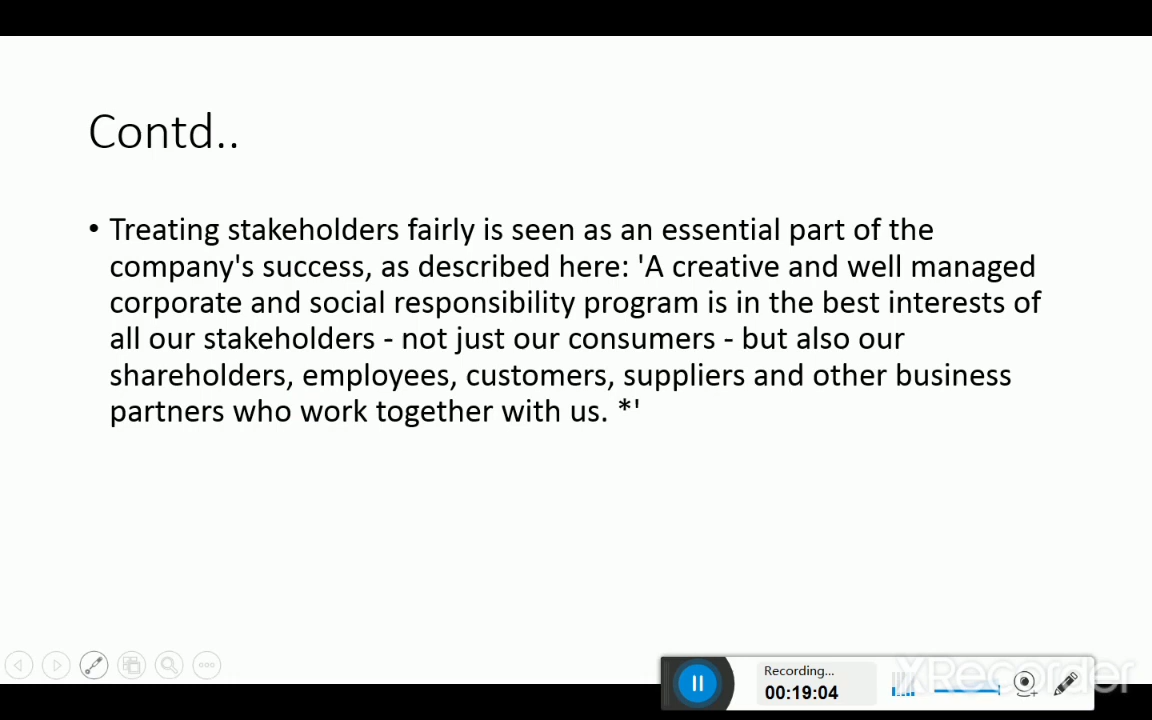 Contd..
• Treating stakeholders fairly is seen as an essential part of the
company's success, as described here: 'A creative and well managed
corporate and social responsibility program is in the best interests of
all our stakeholders - not just our consumers - but also our
shareholders, employees, customers, suppliers and other business
partners who work together with us. *'
Recording...
00:19:04
XRecorder